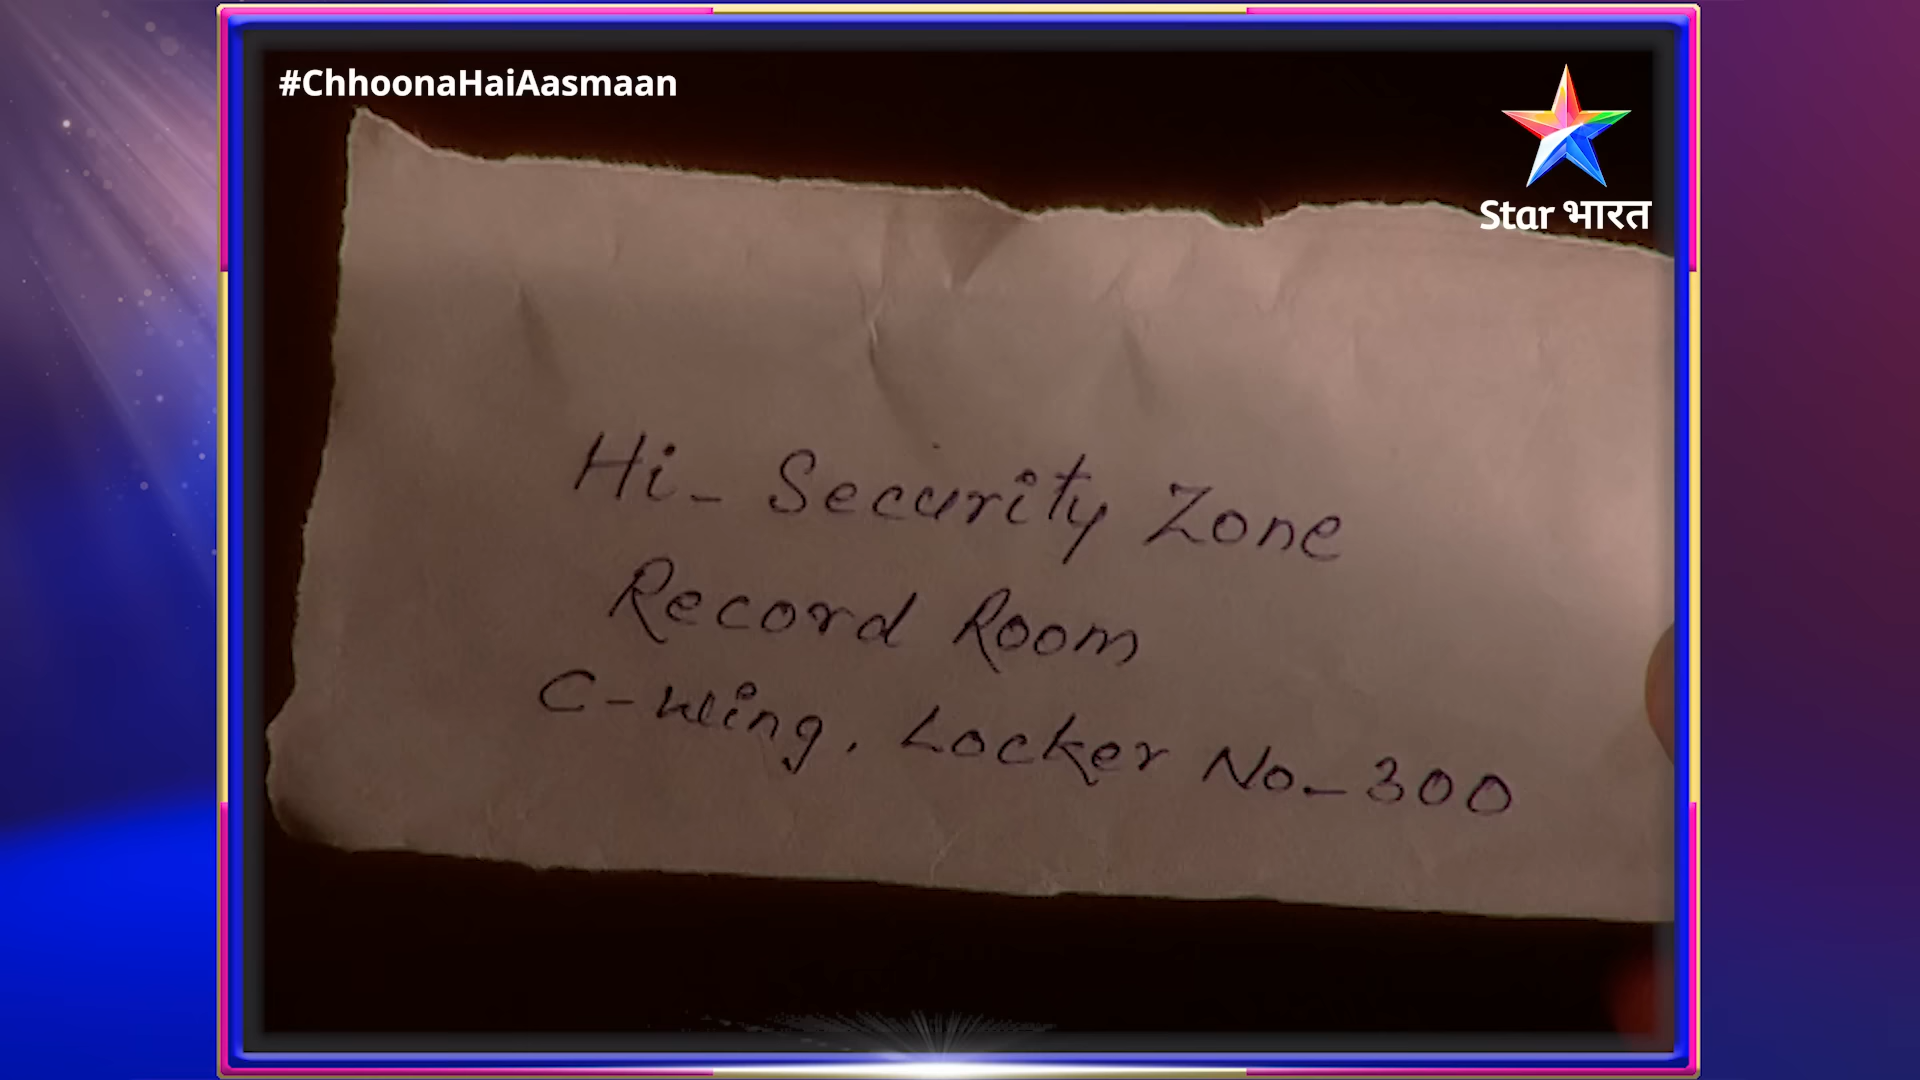 #ChhoonaHaiAasmaan
Star भारत
Hi- Security Zone
Record Room
C-Wing, Locker No.-300